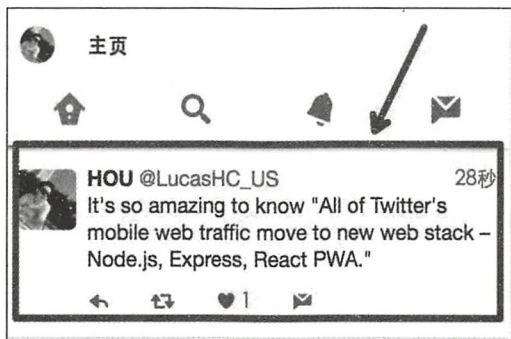 主页
HOU @LucasHC_US 28秒
It's so amazing to know "All of Twitter's
mobile web traffic move to new web stack –
Node.js, Express, React PWA."
1